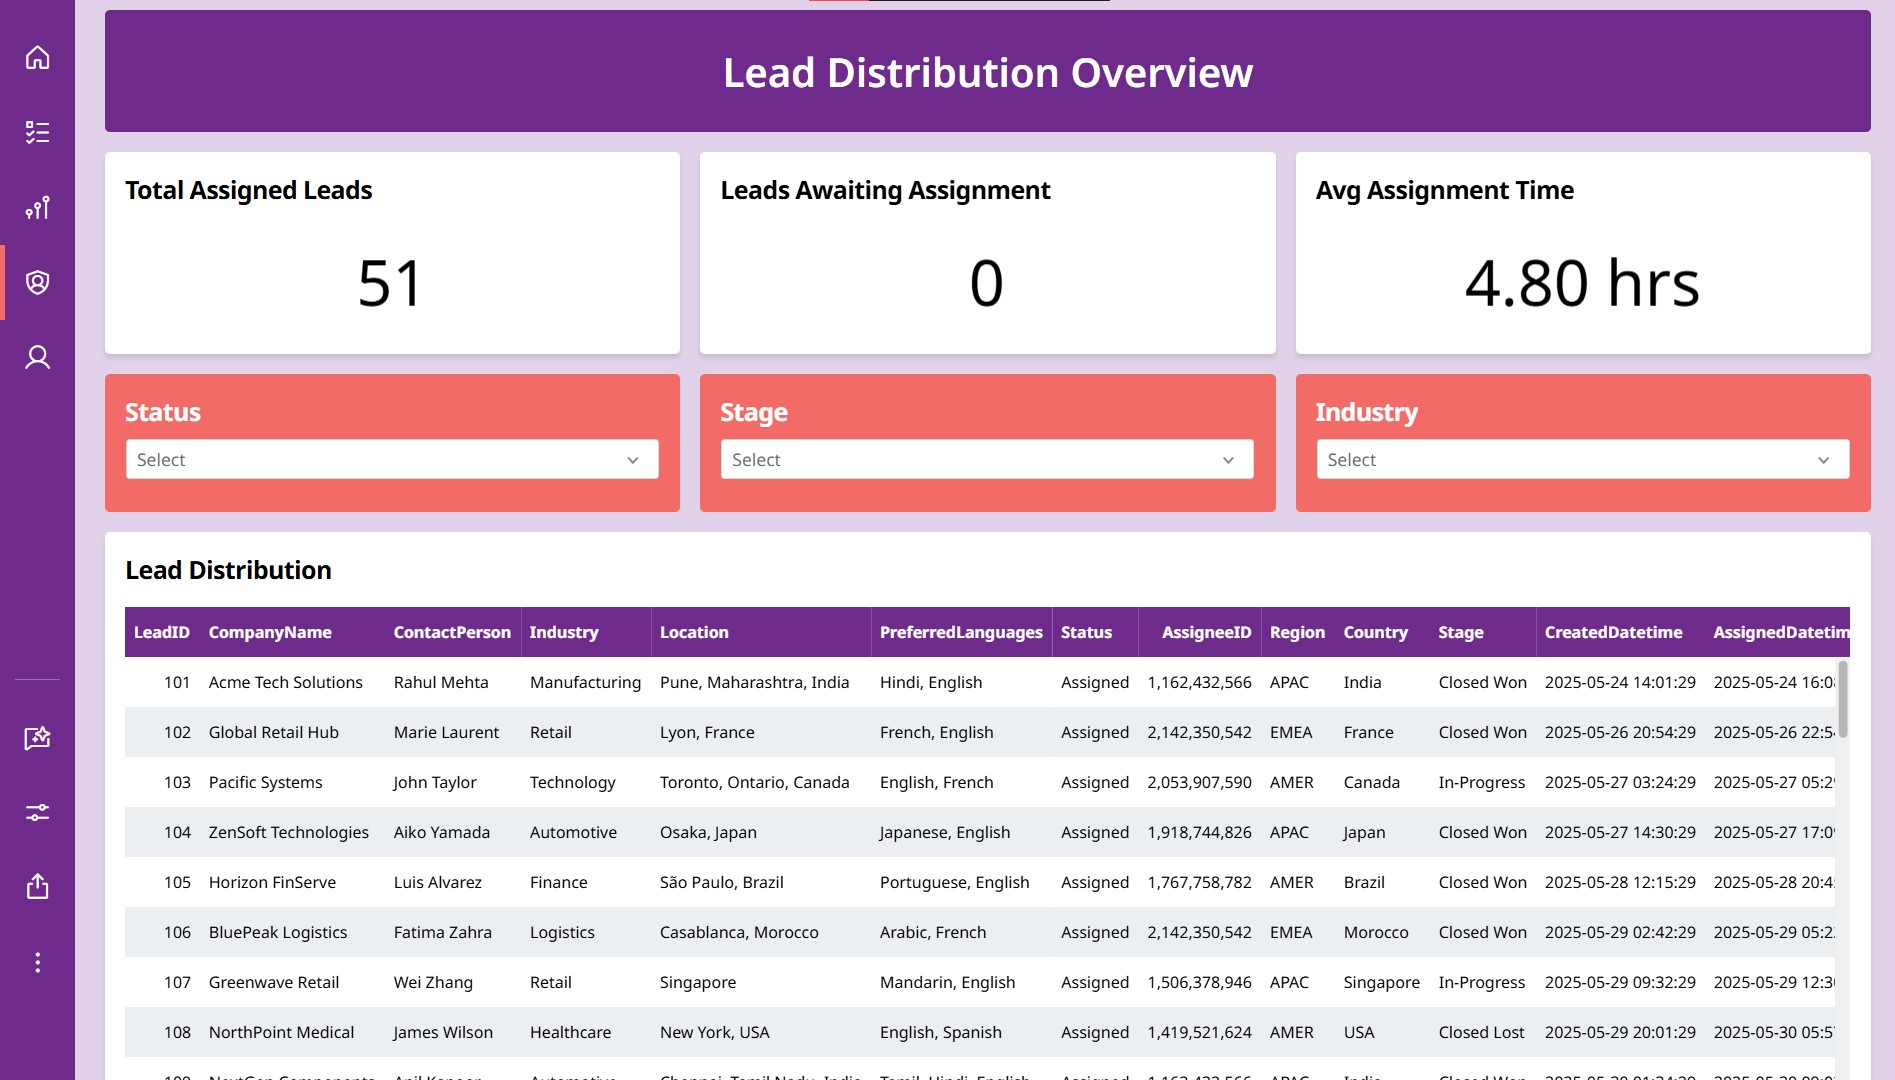 Lead Distribution Overview
Total Assigned Leads
51
Leads Awaiting Assignment
0
Avg Assignment Time
4.80 hrs
Status
Select
Stage
Select
Industry
Select
Lead Distribution
LeadID CompanyName ContactPerson Industry Location PreferredLanguages Status AssigneeID Region Country Stage CreatedDatetime AssignedDatetim
101 Acme Tech Solutions Rahul Mehta Manufacturing Pune, Maharashtra, India Hindi, English Assigned 1,162,432,566 APAC India Closed Won 2025-05-24 14:01:29 2025-05-24 16:0
102 Global Retail Hub Marie Laurent Retail Lyon, France French, English Assigned 2,142,350,542 EMEA France Closed Won 2025-05-26 20:54:29 2025-05-26 22:5
103 Pacific Systems John Taylor Technology Toronto, Ontario, Canada English, French Assigned 2,053,907,590 AMER Canada In-Progress 2025-05-27 03:24:29 2025-05-27 05:2
104 ZenSoft Technologies Aiko Yamada Automotive Osaka, Japan Japanese, English Assigned 1,918,744,826 APAC Japan Closed Won 2025-05-27 14:30:29 2025-05-27 17:0
105 Horizon FinServe Luis Alvarez Finance São Paulo, Brazil Portuguese, English Assigned 1,767,758,782 AMER Brazil Closed Won 2025-05-28 12:15:29 2025-05-28 20:4
106 BluePeak Logistics Fatima Zahra Logistics Casablanca, Morocco Arabic, French Assigned 2,142,350,542 EMEA Morocco Closed Won 2025-05-29 02:42:29 2025-05-29 05:2
107 Greenwave Retail Wei Zhang Retail Singapore Mandarin, English Assigned 1,506,378,946 APAC Singapore In-Progress 2025-05-29 09:32:29 2025-05-29 12:3
108 NorthPoint Medical James Wilson Healthcare New York, USA English, Spanish Assigned 1,419,521,624 AMER USA Closed Lost 2025-05-29 20:01:29 2025-05-30 05:5